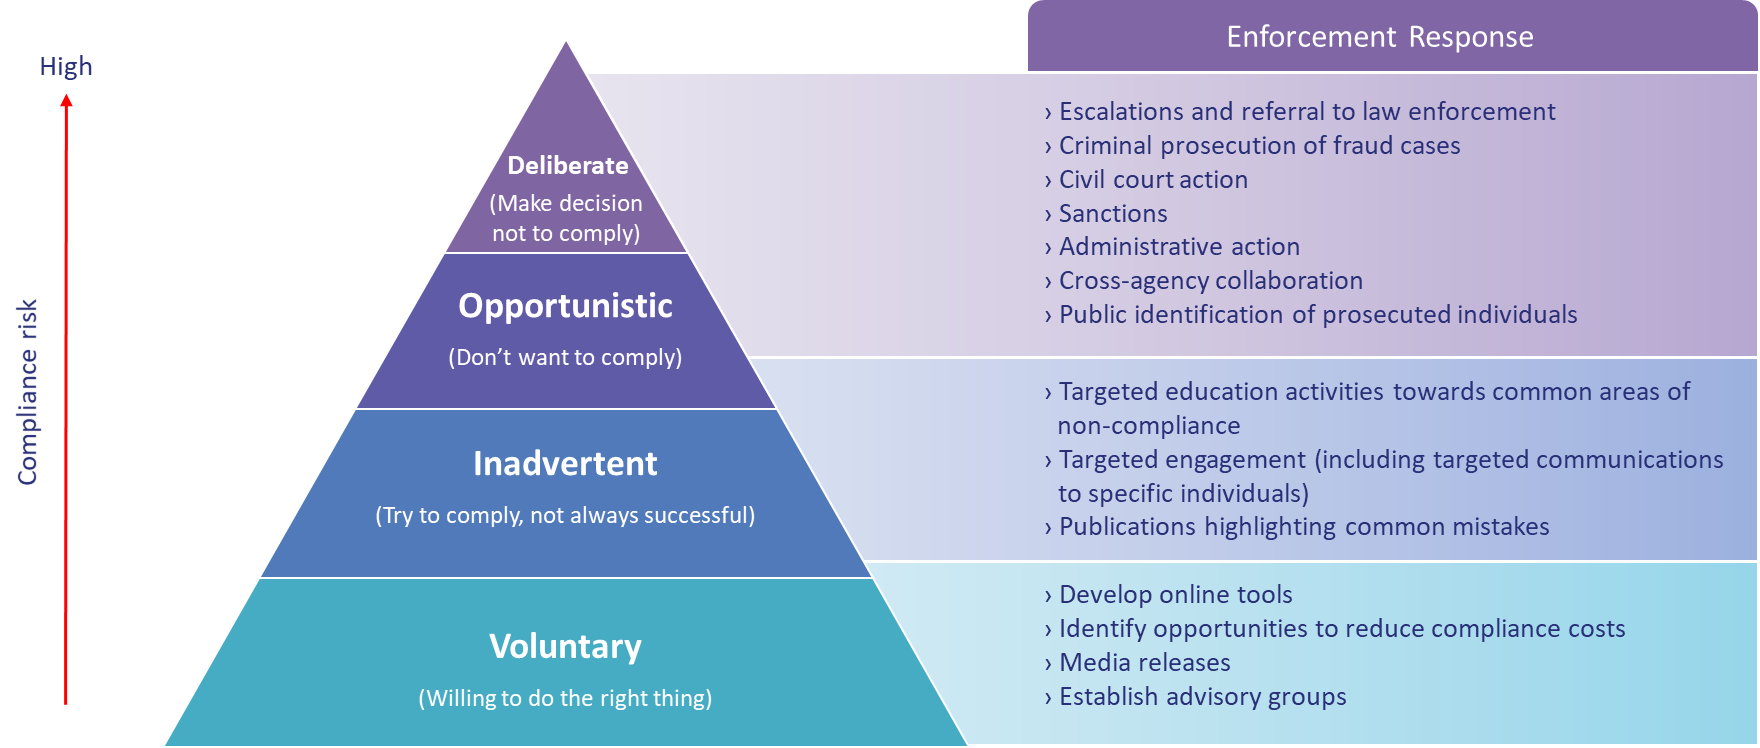 High
Compliance risk
Deliberate
(Make decision
not to comply)
Opportunistic
(Don’t want to comply)
Inadvertent
(Try to comply, not always successful)
Voluntary
(Willing to do the right thing)
Enforcement Response
› Escalations and referral to law enforcement
› Criminal prosecution of fraud cases
› Civil court action
› Sanctions
› Administrative action
› Cross-agency collaboration
› Public identification of prosecuted individuals
› Targeted education activities towards common areas of
non-compliance
› Targeted engagement (including targeted communications
to specific individuals)
› Publications highlighting common mistakes
› Develop online tools
› Identify opportunities to reduce compliance costs
› Media releases
› Establish advisory groups